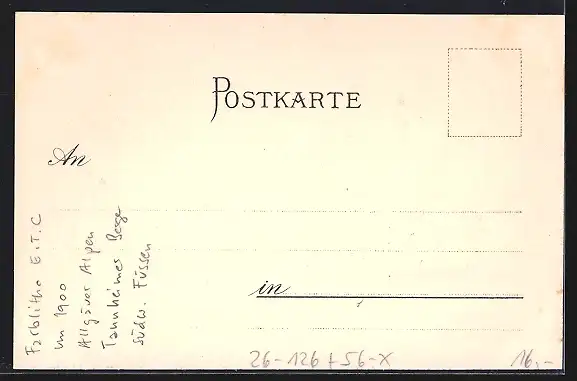 POSTKARTE
An
in
Farblitho E.T.C
um 1900
Allgäuer Alpen
Tannheimer Berge
südw. Füssen
26-126+56-X
16,-